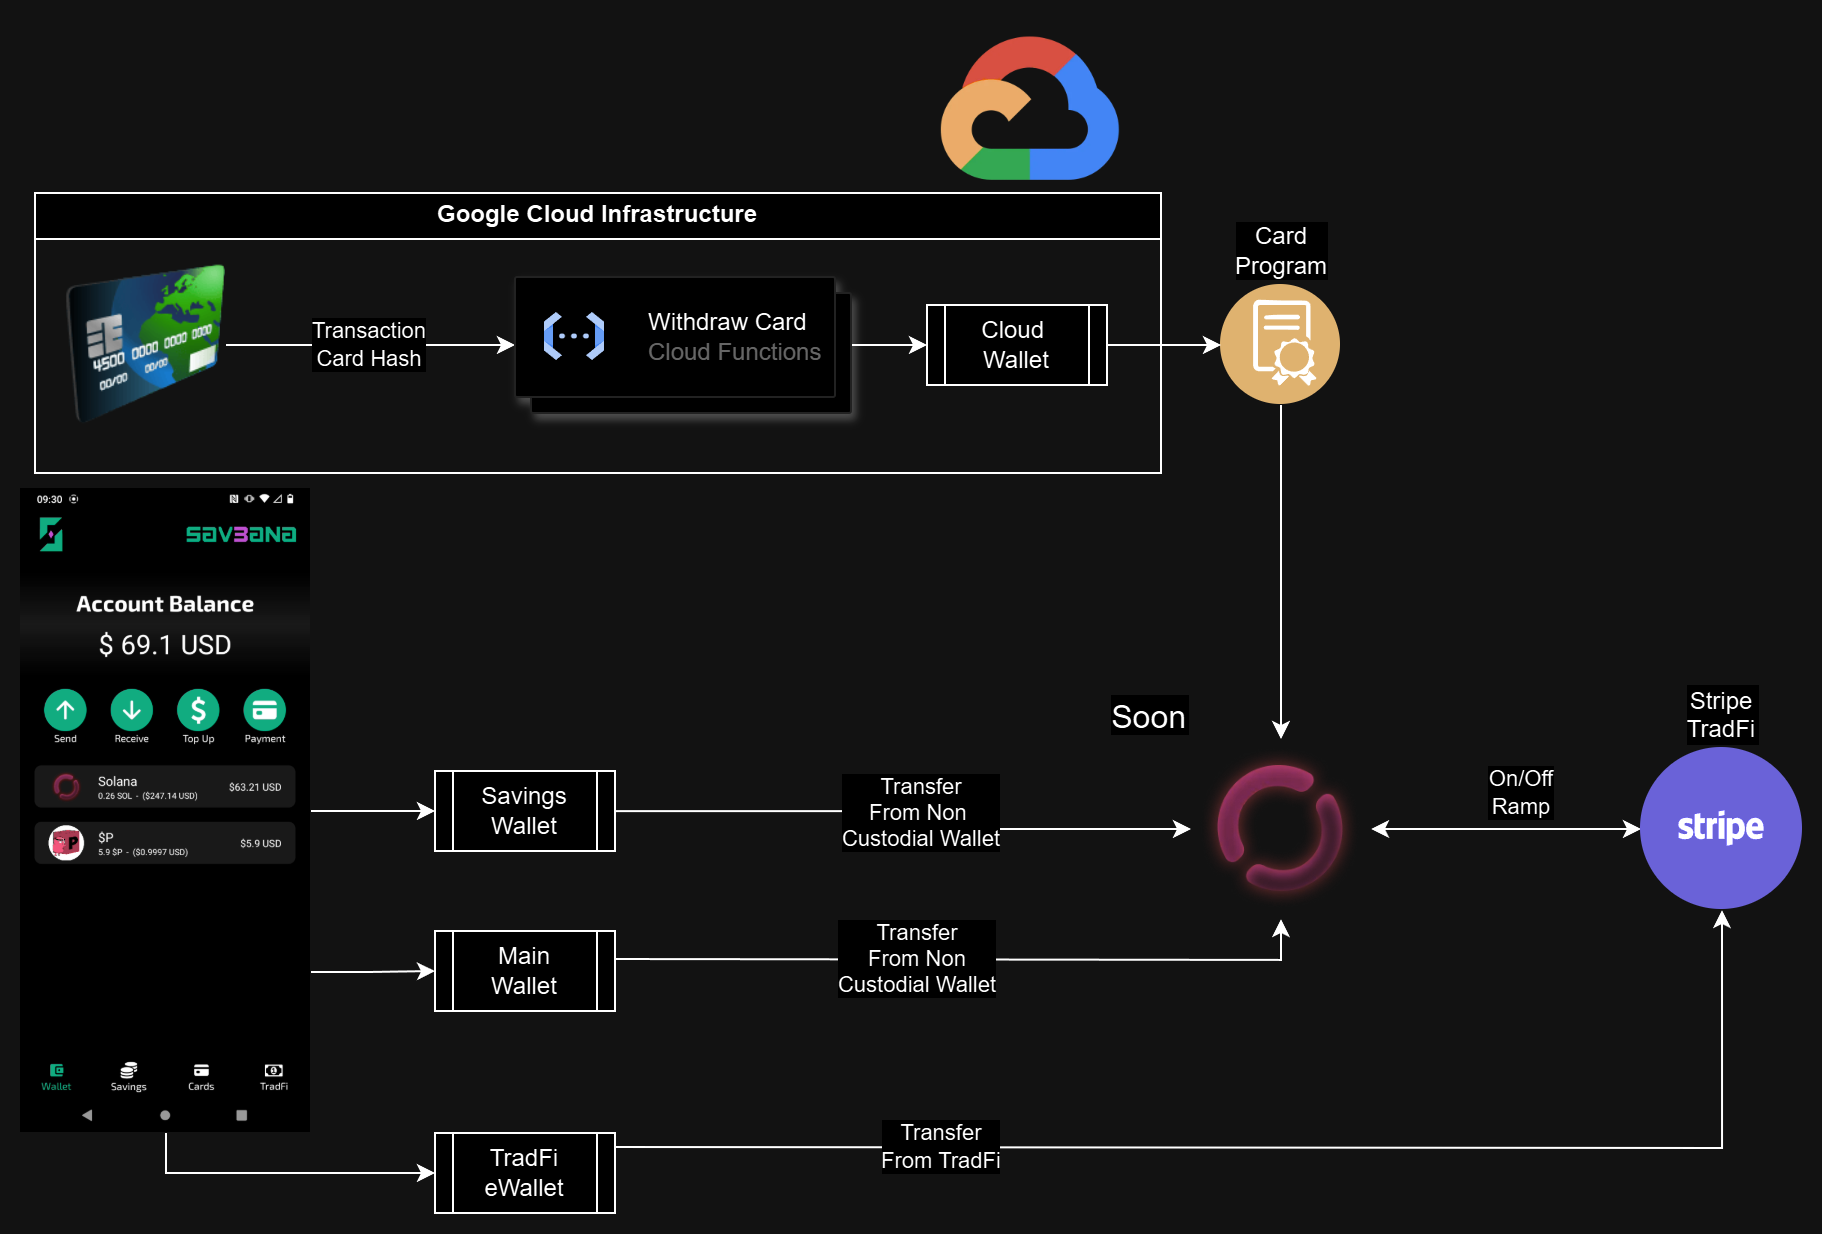 Google Cloud Infrastructure
4500 0000 0000 0000
00/00
00/00
Transaction
Card Hash
Withdraw Card
Cloud Functions
Cloud
Wallet
Card
Program
09:30
SAV3ANA
Account Balance
$ 69.1 USD
Send
Receive
Top Up
Payment
Solana
0.26 SOL - ($247.14 USD)
$63.21 USD
$P
5.9 $P - ($0.9997 USD)
$5.9 USD
P
Wallet
Savings
Cards
TradFi
Savings
Wallet
Transfer
From Non
Custodial Wallet
Main
Wallet
Transfer
From Non
Custodial Wallet
TradFi
eWallet
Transfer
From TradFi
Soon
On/Off
Ramp
Stripe
TradFi
stripe